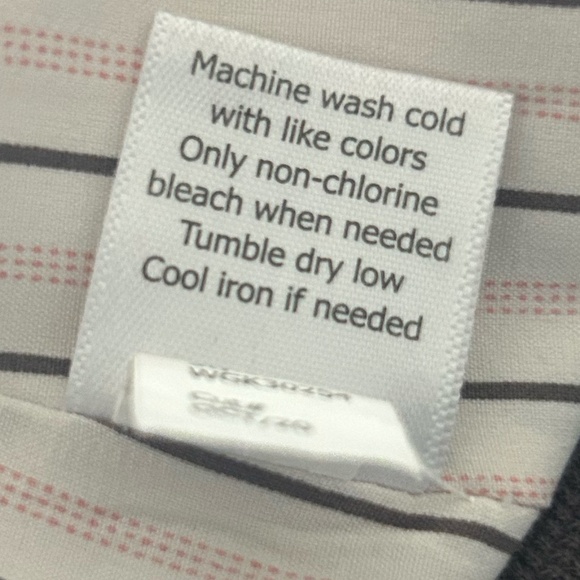 Machine wash cold
with like colors
Only non-chlorine
bleach when needed
Tumble dry low
Cool iron if needed